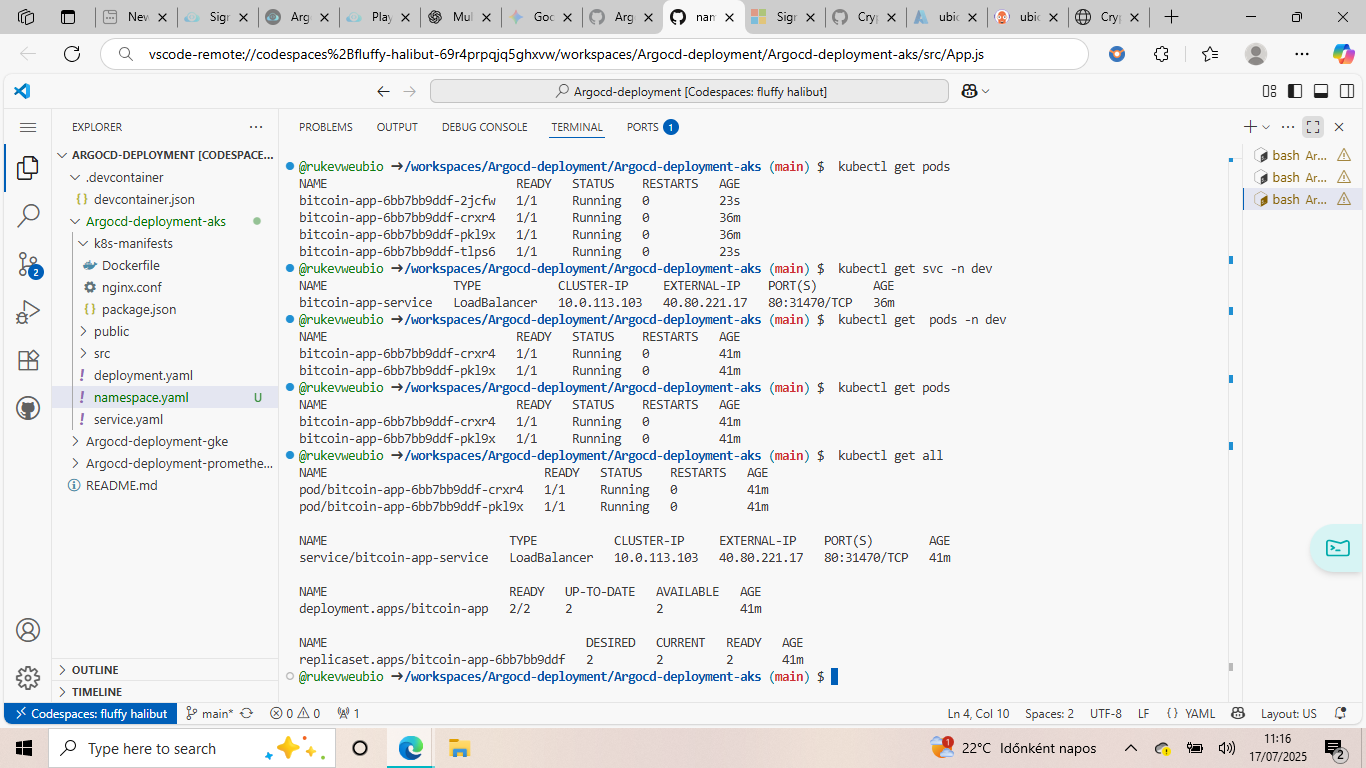 New
Sign
Argo
Play
Mul
Goo
Argo
nam
Sign
Cryp
ubic
ubic
Cryp
vscode-remote://codespaces%2Bfluffy-halibut-69r4prpqjq5ghxvw/workspaces/Argocd-deployment/Argocd-deployment-aks/src/App.js
Argocd-deployment [Codespaces: fluffy halibut]
EXPLORER
ARGOCD-DEPLOYMENT [CODESPACE...
.devcontainer
devcontainer.json
Argocd-deployment-aks
k8s-manifests
Dockerfile
nginx.conf
package.json
public
src
deployment.yaml
namespace.yaml U
service.yaml
Argocd-deployment-gke
Argocd-deployment-promethe...
README.md
OUTLINE
TIMELINE
2
PROBLEMS OUTPUT DEBUG CONSOLE TERMINAL PORTS 1
@rukevweubio ➜/workspaces/Argocd-deployment/Argocd-deployment-aks (main) $ kubectl get pods
NAME READY STATUS RESTARTS AGE
bitcoin-app-6bb7bb9ddf-2jcfw 1/1 Running 0 23s
bitcoin-app-6bb7bb9ddf-crxr4 1/1 Running 0 36m
bitcoin-app-6bb7bb9ddf-pkl9x 1/1 Running 0 36m
bitcoin-app-6bb7bb9ddf-tlps6 1/1 Running 0 23s
@rukevweubio ➜/workspaces/Argocd-deployment/Argocd-deployment-aks (main) $ kubectl get svc -n dev
NAME TYPE CLUSTER-IP EXTERNAL-IP PORT(S) AGE
bitcoin-app-service LoadBalancer 10.0.113.103 40.80.221.17 80:31470/TCP 36m
@rukevweubio ➜/workspaces/Argocd-deployment/Argocd-deployment-aks (main) $ kubectl get pods -n dev
NAME READY STATUS RESTARTS AGE
bitcoin-app-6bb7bb9ddf-crxr4 1/1 Running 0 41m
bitcoin-app-6bb7bb9ddf-pkl9x 1/1 Running 0 41m
@rukevweubio ➜/workspaces/Argocd-deployment/Argocd-deployment-aks (main) $ kubectl get pods
NAME READY STATUS RESTARTS AGE
bitcoin-app-6bb7bb9ddf-crxr4 1/1 Running 0 41m
bitcoin-app-6bb7bb9ddf-pkl9x 1/1 Running 0 41m
@rukevweubio ➜/workspaces/Argocd-deployment/Argocd-deployment-aks (main) $ kubectl get all
NAME READY STATUS RESTARTS AGE
pod/bitcoin-app-6bb7bb9ddf-crxr4 1/1 Running 0 41m
pod/bitcoin-app-6bb7bb9ddf-pkl9x 1/1 Running 0 41m
NAME TYPE CLUSTER-IP EXTERNAL-IP PORT(S) AGE
service/bitcoin-app-service LoadBalancer 10.0.113.103 40.80.221.17 80:31470/TCP 41m
NAME READY UP-TO-DATE AVAILABLE AGE
deployment.apps/bitcoin-app 2/2 2 2 41m
NAME DESIRED CURRENT READY AGE
replicaset.apps/bitcoin-app-6bb7bb9ddf 2 2 2 41m
@rukevweubio ➜/workspaces/Argocd-deployment/Argocd-deployment-aks (main) $
bash Ar...
bash Ar...
bash Ar...
Codespaces: fluffy halibut main* 0 0 1 Ln 4, Col 10 Spaces: 2 UTF-8 LF YAML Layout: US
Type here to search
1
22°C Időnként napos
11:16
17/07/2025
2